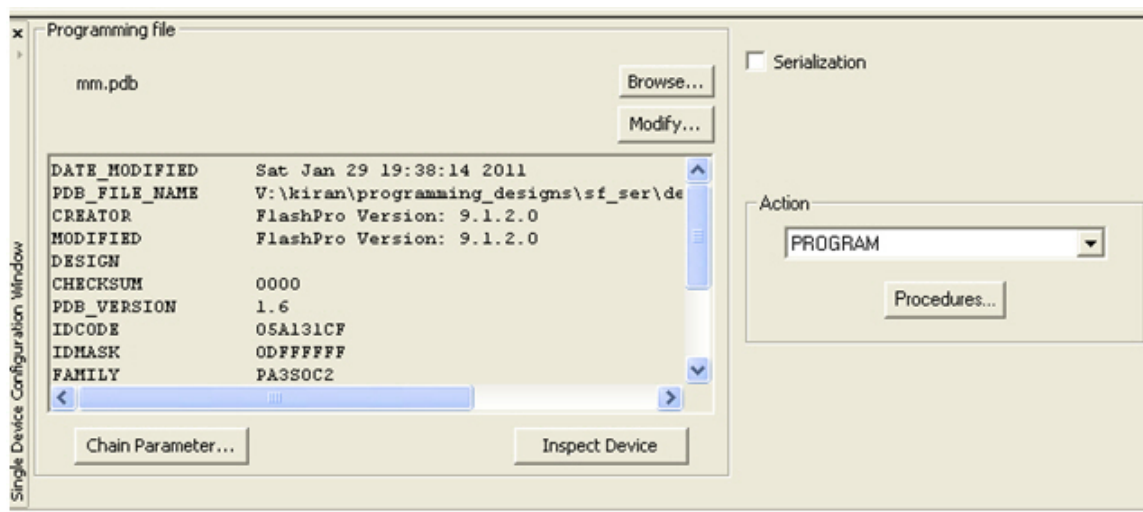 Programming file
mm.pdb
Browse...
Modify...
DATE_MODIFIED Sat Jan 29 19:38:14 2011
PDB_FILE_NAME V:\kiran\programming_designs\sf_ser\de
CREATOR FlashPro Version: 9.1.2.0
MODIFIED FlashPro Version: 9.1.2.0
DESIGN
CHECKSUM 0000
PDB_VERSION 1.6
IDCODE 05A131CF
IDMASK 0DFFFFFF
FAMILY PA3SOC2
Chain Parameter...
Inspect Device
Serialization
Action
PROGRAM
Procedures...
Single Device Configuration Window